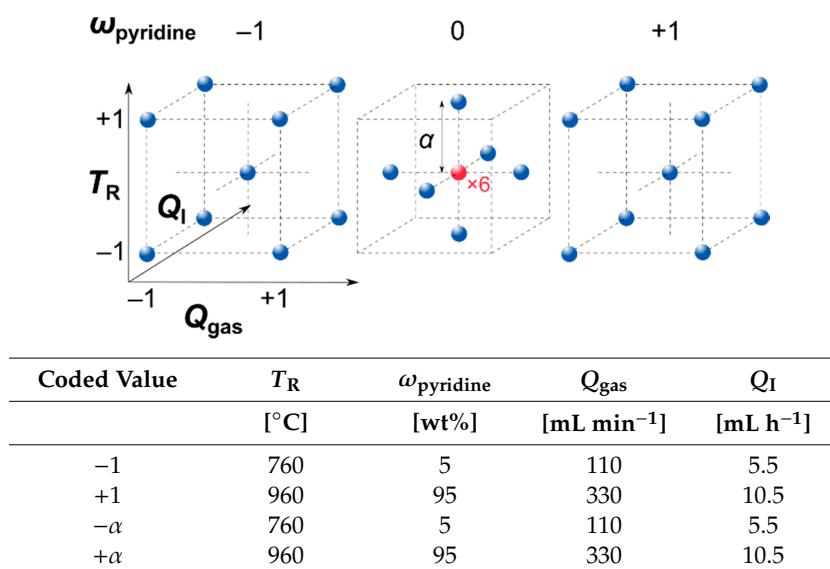 ωpyridine −1 0 +1
+1
α
TR
×6
QI
−1
−1 +1
Qgas
Coded Value TR ωpyridine Qgas QI
[°C] [wt%] [mL min−1] [mL h−1]
−1 760 5 110 5.5
+1 960 95 330 10.5
−α 760 5 110 5.5
+α 960 95 330 10.5